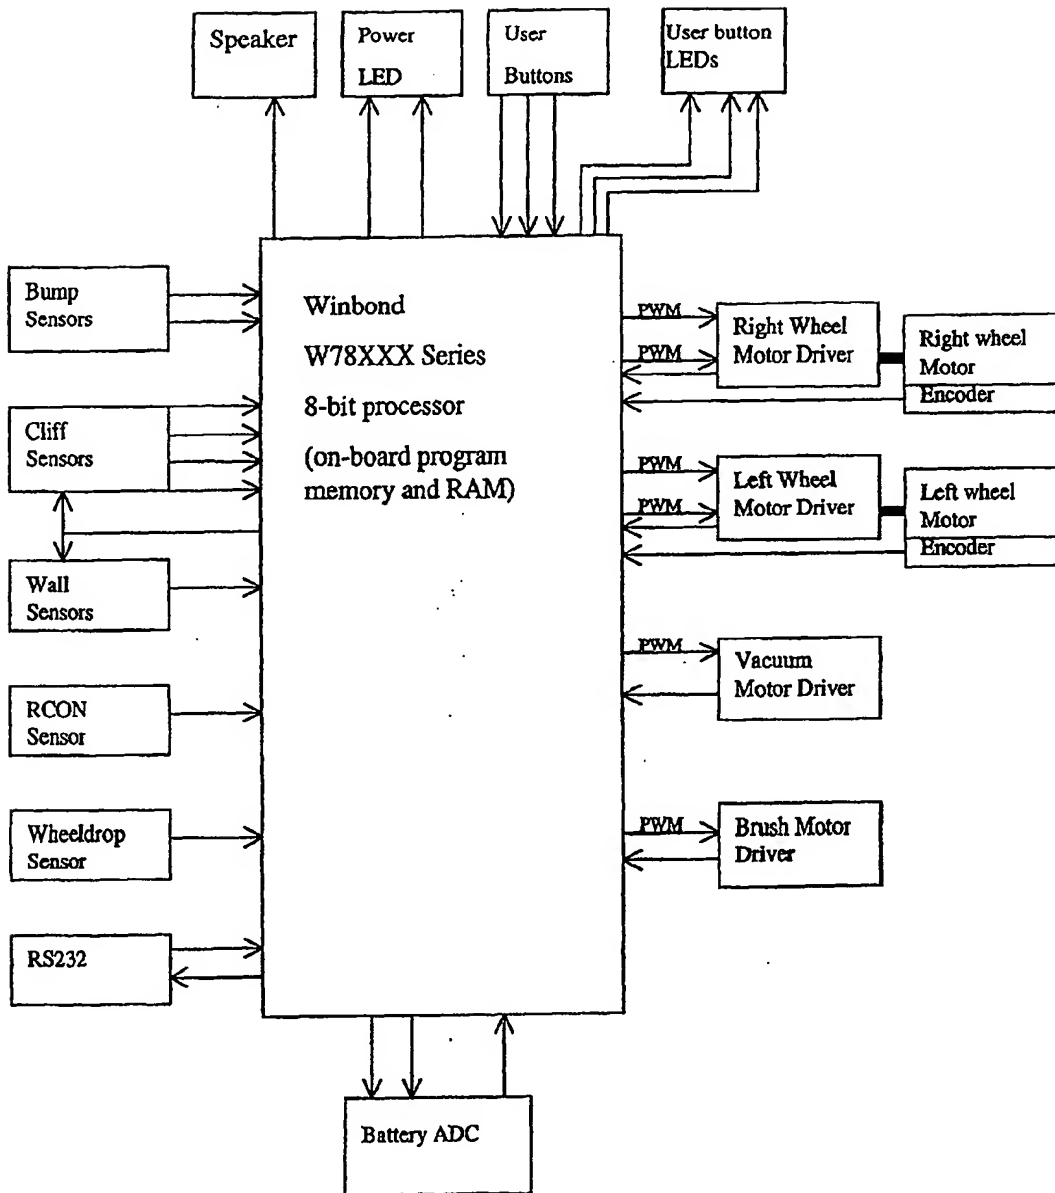 Speaker
Power
LED
User
Buttons
User button
LEDs
Bump
Sensors
Cliff
Sensors
Wall
Sensors
RCON
Sensor
Wheeldrop
Sensor
RS232
Winbond
W78XXX Series
8-bit processor
(on-board program
memory and RAM)
PWM
PWM
Right Wheel
Motor Driver
Right wheel
Motor
Encoder
PWM
PWM
Left Wheel
Motor Driver
Left wheel
Motor
Encoder
PWM
Vacuum
Motor Driver
PWM
Brush Motor
Driver
Battery ADC